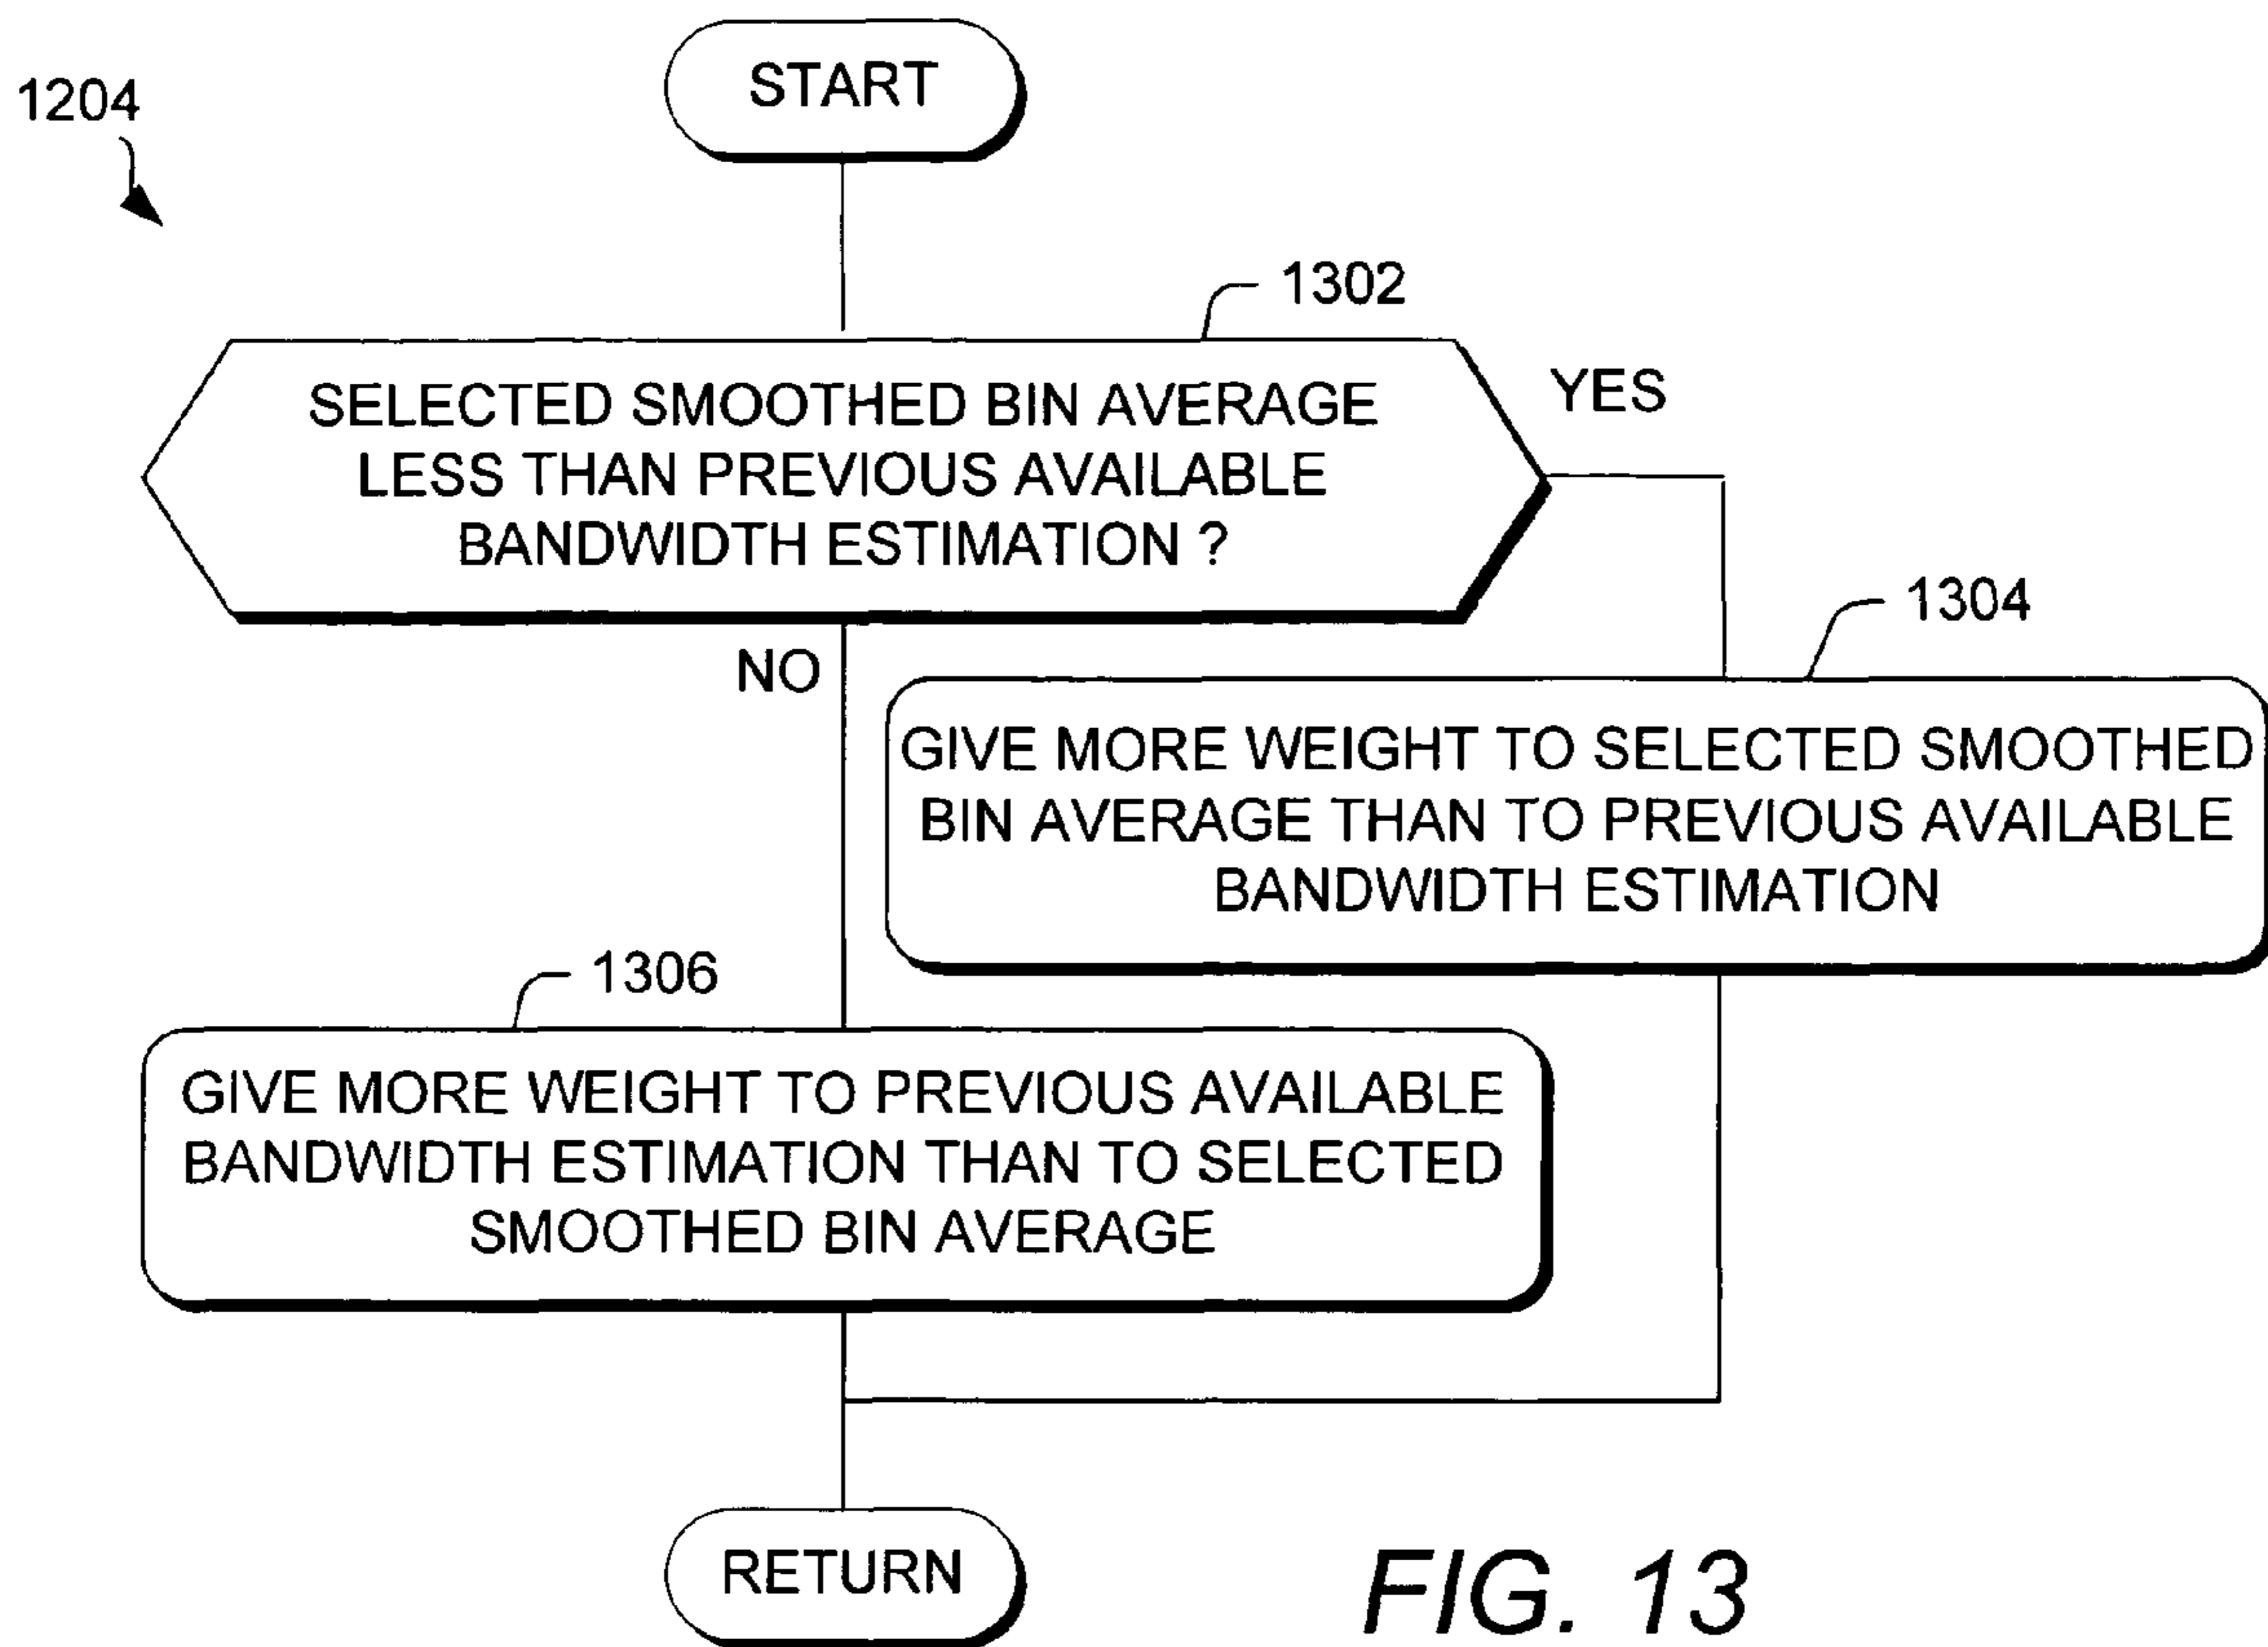 START
1204
1302
SELECTED SMOOTHED BIN AVERAGE
LESS THAN PREVIOUS AVAILABLE
BANDWIDTH ESTIMATION ?
YES
NO
1304
GIVE MORE WEIGHT TO SELECTED SMOOTHED
BIN AVERAGE THAN TO PREVIOUS AVAILABLE
BANDWIDTH ESTIMATION
1306
GIVE MORE WEIGHT TO PREVIOUS AVAILABLE
BANDWIDTH ESTIMATION THAN TO SELECTED
SMOOTHED BIN AVERAGE
RETURN
FIG. 13